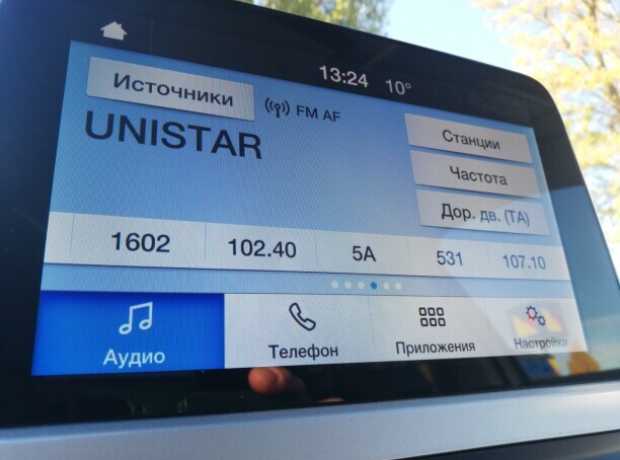 13:24 10°
Источники
FM AF
UNISTAR
Станции
Частота
Дор. дв. (TA)
1602 102.40 5A 531 107.10
Аудио Телефон Приложения Настройки